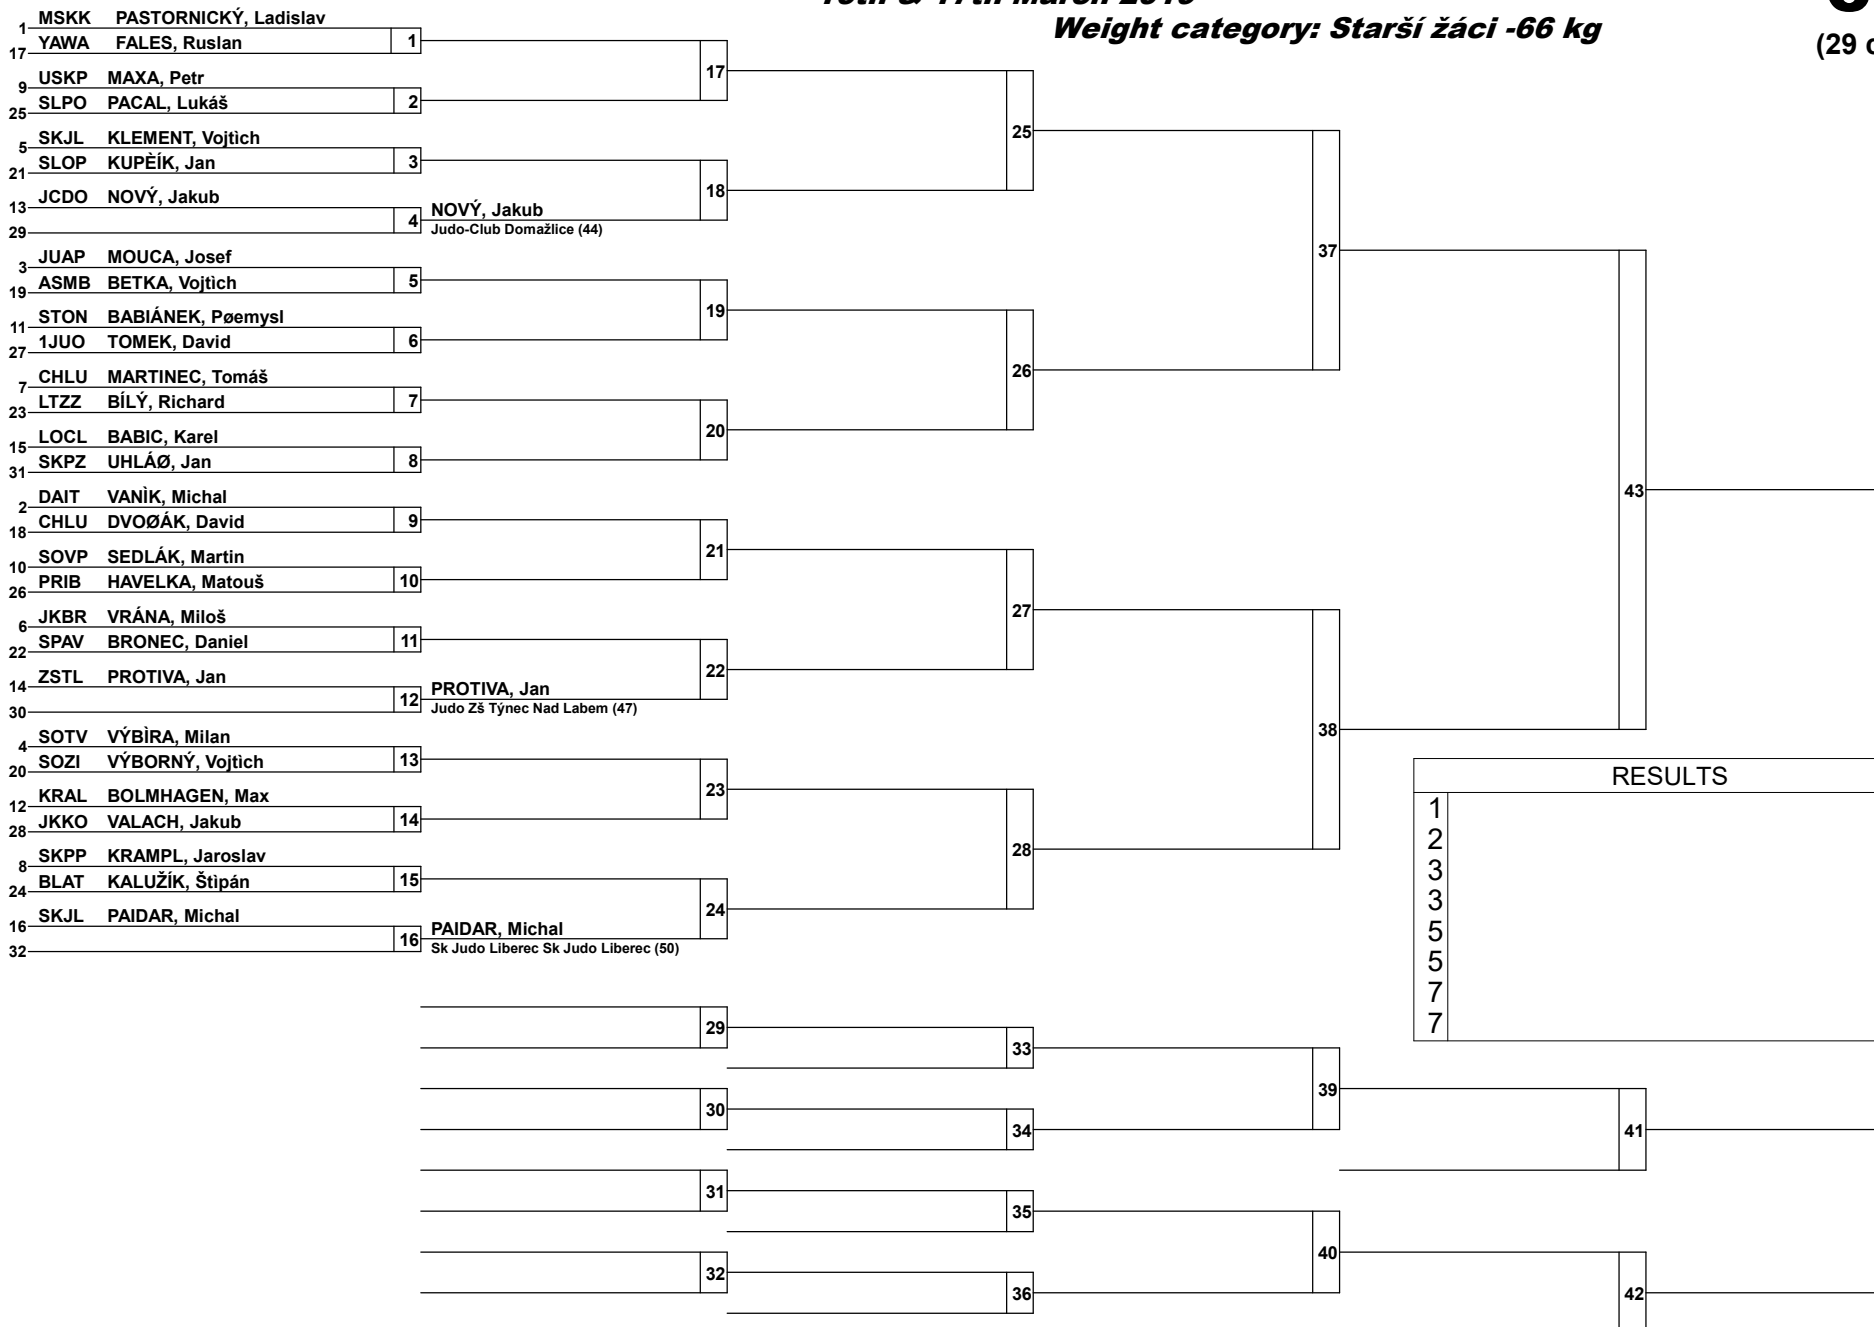 Weight category: Starší žáci -66 kg
(29
1 MSKK PASTORNICKÝ, Ladislav
17 YAWA FALES, Ruslan 1
9 USKP MAXA, Petr
25 SLPO PACAL, Lukáš 2
5 SKJL KLEMENT, Vojtìch
21 SLOP KUPÈÍK, Jan 3
13 JCDO NOVÝ, Jakub
29 4
NOVÝ, Jakub
Judo-Club Domažlice (44)
3 JUAP MOUCA, Josef
19 ASMB BETKA, Vojtìch 5
11 STON BABIÁNEK, Pøemysl
27 1JUO TOMEK, David 6
7 CHLU MARTINEC, Tomáš
23 LTZZ BÍLÝ, Richard 7
15 LOCL BABIC, Karel
31 SKPZ UHLÁØ, Jan 8
2 DAIT VANÌK, Michal
18 CHLU DVOØÁK, David 9
10 SOVP SEDLÁK, Martin
26 PRIB HAVELKA, Matouš 10
6 JKBR VRÁNA, Miloš
22 SPAV BRONEC, Daniel 11
14 ZSTL PROTIVA, Jan
30 12
PROTIVA, Jan
Judo Zš Týnec Nad Labem (47)
4 SOTV VÝBÌRA, Milan
20 SOZI VÝBORNÝ, Vojtìch 13
12 KRAL BOLMHAGEN, Max
28 JKKO VALACH, Jakub 14
8 SKPP KRAMPL, Jaroslav
24 BLAT KALUŽÍK, Štìpán 15
16 SKJL PAIDAR, Michal
32 16
PAIDAR, Michal
Sk Judo Liberec Sk Judo Liberec (50)
17
18
19
20
21
22
23
24
25
26
27
28
37
38
43
RESULTS
1
2
3
3
5
5
7
7
29
30
31
32
33
34
35
36
39
40
41
42